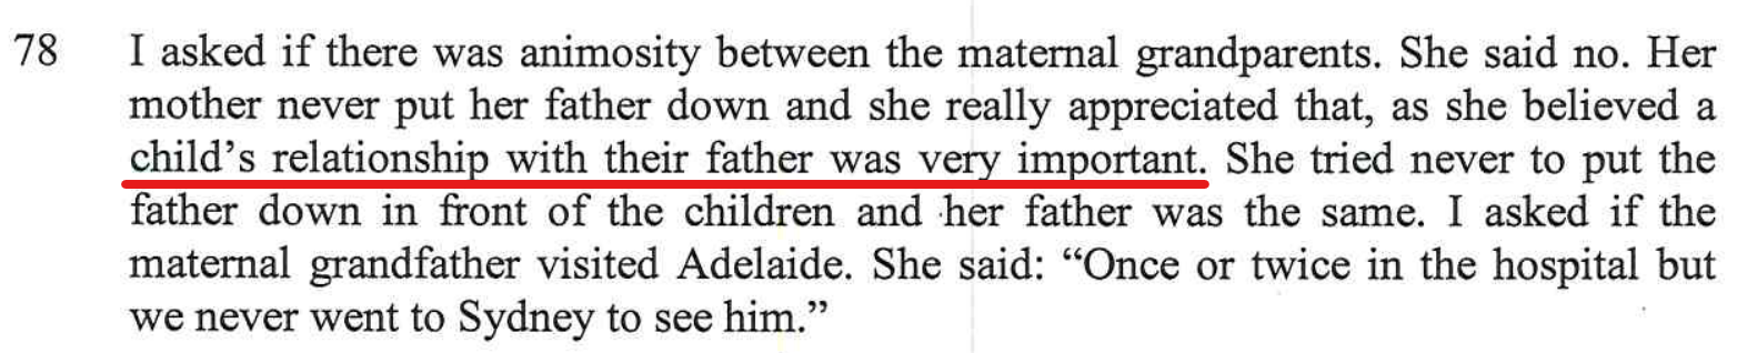 78 I asked if there was animosity between the maternal grandparents. She said no. Her
mother never put her father down and she really appreciated that, as she believed a
child’s relationship with their father was very important. She tried never to put the
father down in front of the children and her father was the same. I asked if the
maternal grandfather visited Adelaide. She said: “Once or twice in the hospital but
we never went to Sydney to see him.”